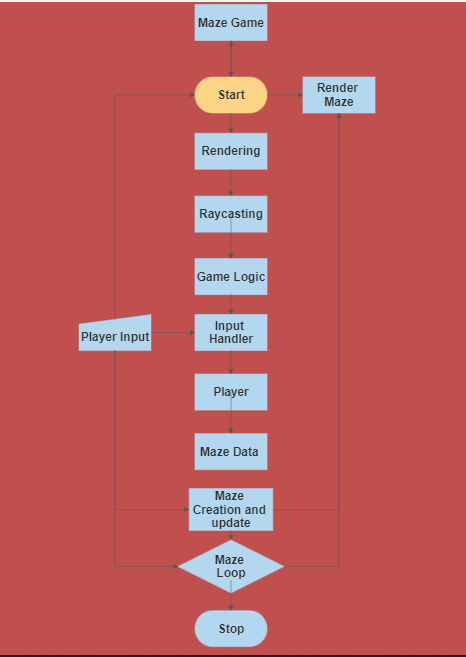 Maze Game
Start
Render
Maze
Rendering
Raycasting
Game Logic
Player Input
Input
Handler
Player
Maze Data
Maze
Creation and
update
Maze
Loop
Stop